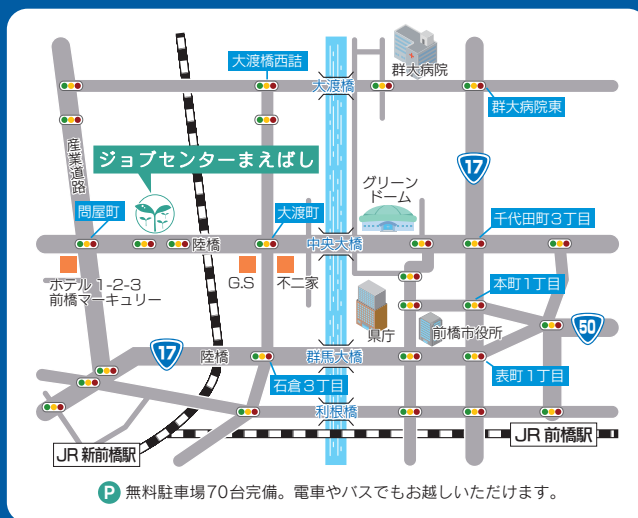 大渡橋西詰
群大病院
大渡橋
群大病院東
産業道路
ジョブセンターまえばし
17
グリーン
ドーム
問屋町
大渡町
千代田町3丁目
陸橋
中央大橋
ホテル 1-2-3
前橋マーキュリー
G.S
不二家
本町1丁目
県庁
前橋市役所
50
17
陸橋
群馬大橋
石倉3丁目
表町1丁目
利根橋
JR 新前橋駅
JR 前橋駅
P 無料駐車場70台完備。電車やバスでもお越しいただけます。